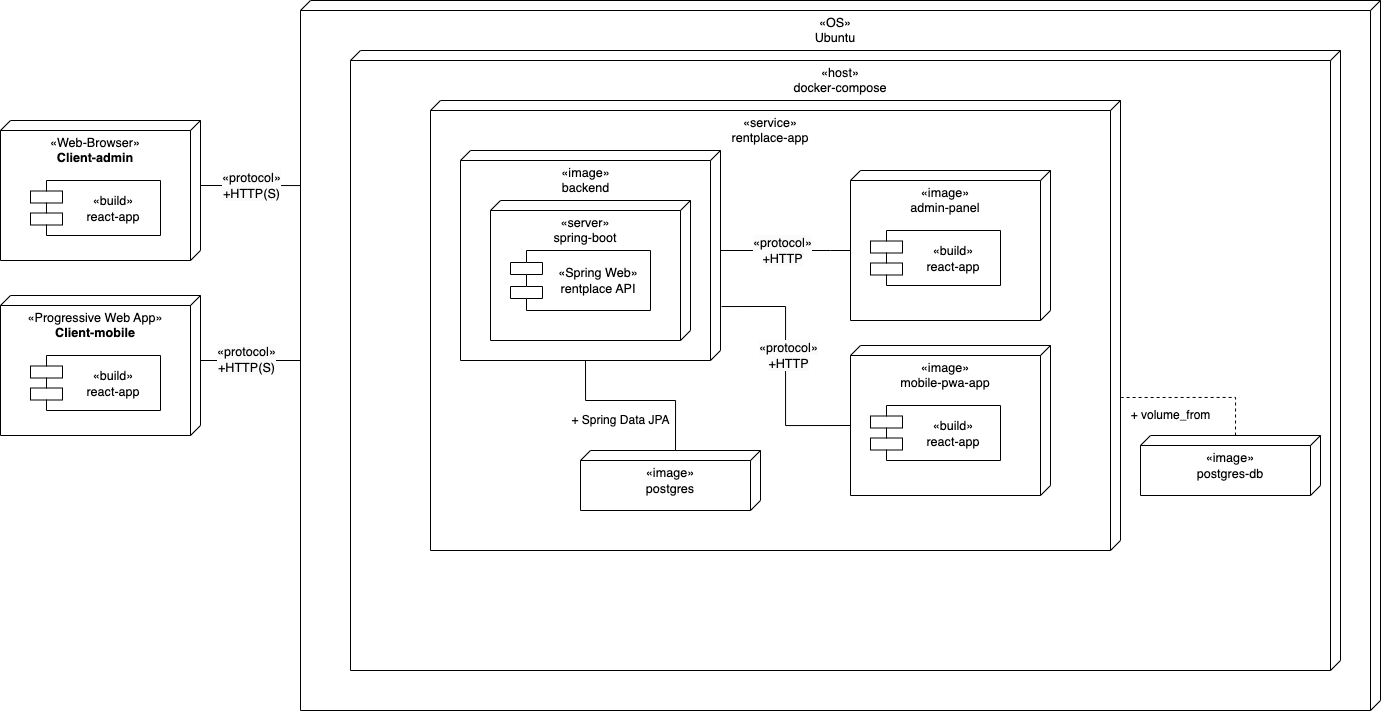 «OS»
Ubuntu
«host»
docker-compose
«service»
rentplace-app
«Web-Browser»
Client-admin
«build»
react-app
«protocol»
+HTTP(S)
«Progressive Web App»
Client-mobile
«build»
react-app
«protocol»
+HTTP(S)
«image»
backend
«server»
spring-boot
«Spring Web»
rentplace API
«protocol»
+HTTP
«image»
admin-panel
«build»
react-app
«protocol»
+HTTP
«image»
mobile-pwa-app
«build»
react-app
+ Spring Data JPA
«image»
postgres
+ volume_from
«image»
postgres-db